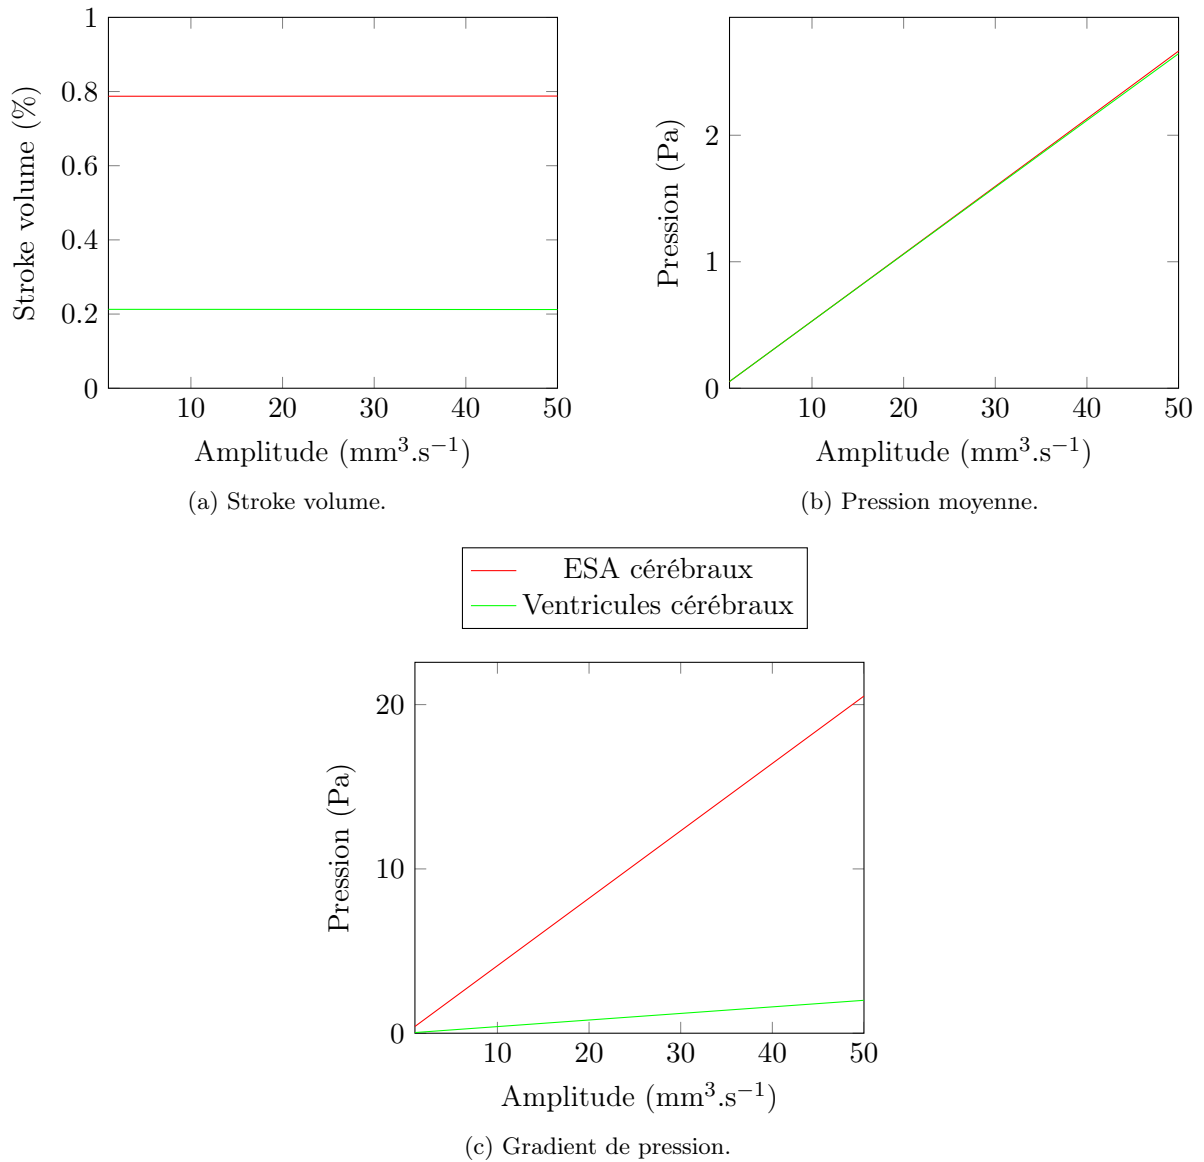 1
0.8
0.6
0.4
0.2
0
Stroke volume (%)
10 20 30 40 50
Amplitude (mm³.s⁻¹)
(a) Stroke volume.
2
1
0
Pression (Pa)
10 20 30 40 50
Amplitude (mm³.s⁻¹)
(b) Pression moyenne.
ESA cérébraux
Ventricules cérébraux
20
10
0
Pression (Pa)
10 20 30 40 50
Amplitude (mm³.s⁻¹)
(c) Gradient de pression.